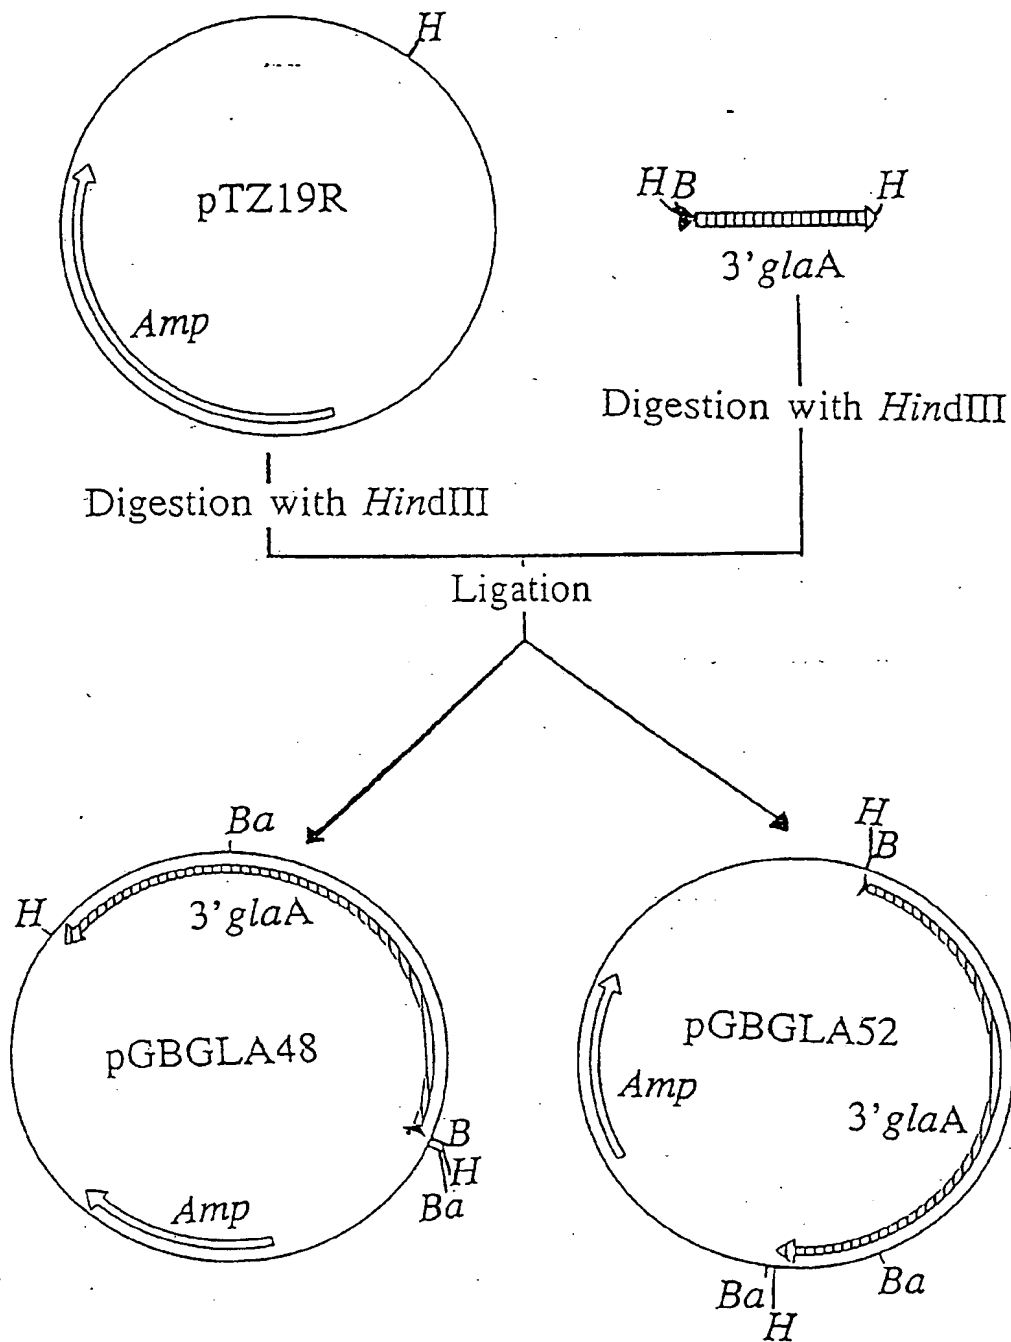 H
pTZ19R
Amp
HB
H
3'glaA
Digestion with HindIII
Digestion with HindIII
Ligation
Ba
H
3'glaA
pGBGLA48
B
H
Ba
Amp
H
B
pGBGLA52
Amp
3'glaA
Ba
Ba
H